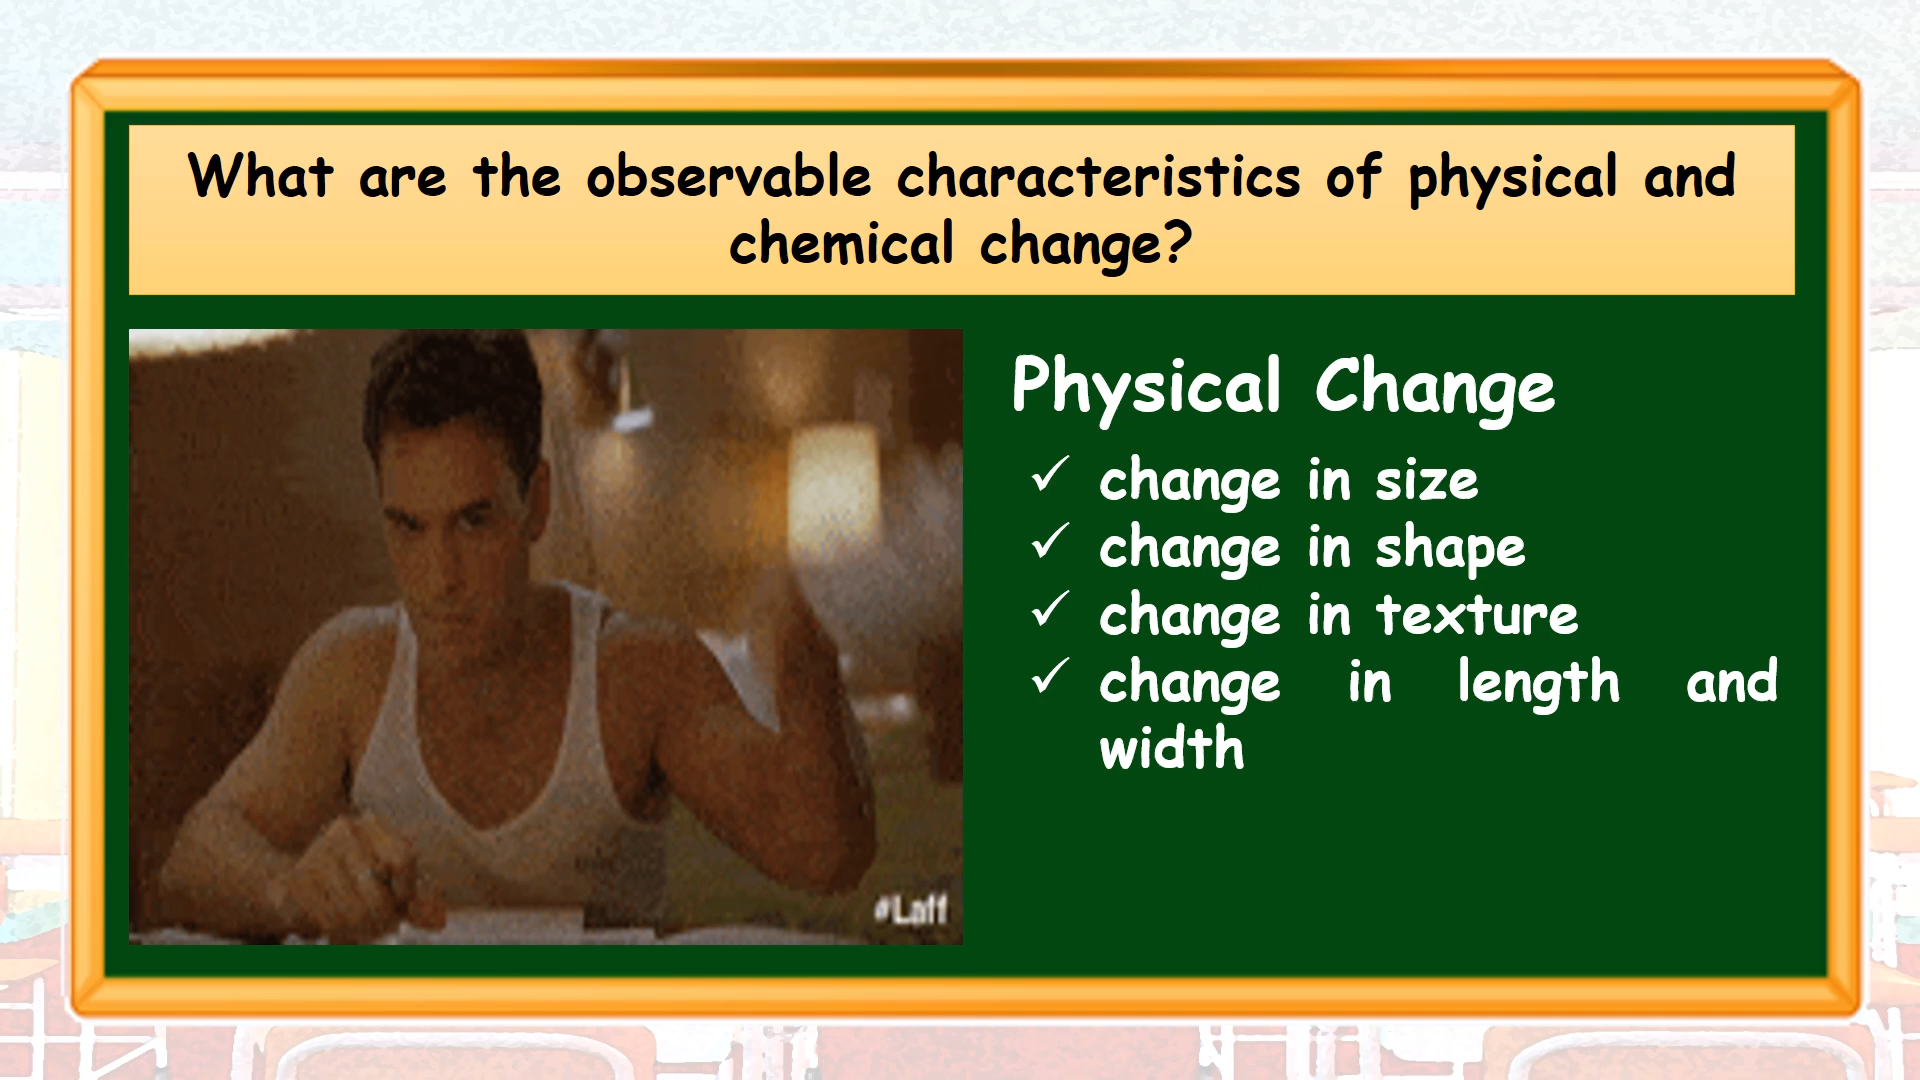 What are the observable characteristics of physical and
chemical change?
Physical Change
✓ change in size
✓ change in shape
✓ change in texture
✓ change in length and
width
#Laff